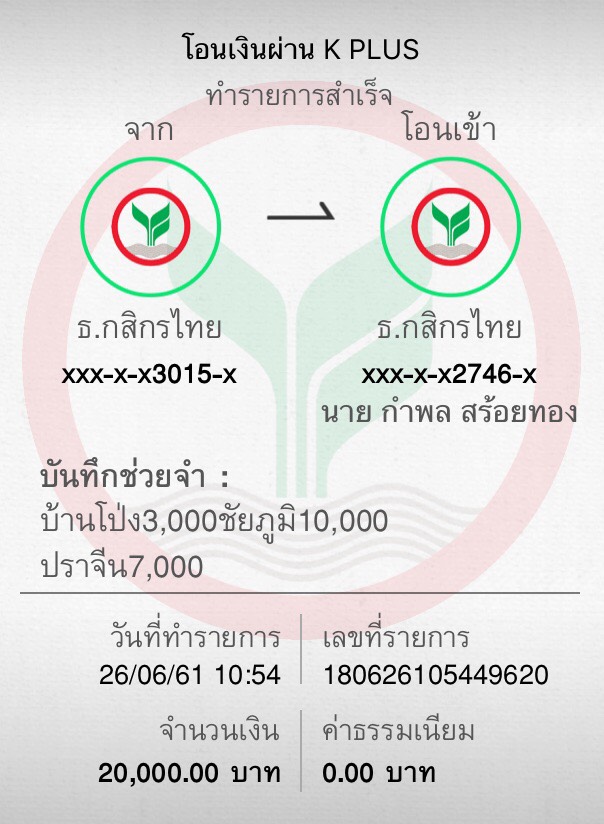 โอนเงินผ่าน K PLUS
ทำรายการสำเร็จ
จาก
โอนเข้า
ธ.กสิกรไทย
ธ.กสิกรไทย
xxx-x-x3015-x
xxx-x-x2746-x
นาย กำพล สร้อยทอง
บันทึกช่วยจำ :
บ้านโป่ง3,000ชัยภูมิ10,000
ปราจีน7,000
วันที่ทำรายการ
เลขที่รายการ
26/06/61 10:54
180626105449620
จำนวนเงิน
ค่าธรรมเนียม
20,000.00 บาท
0.00 บาท